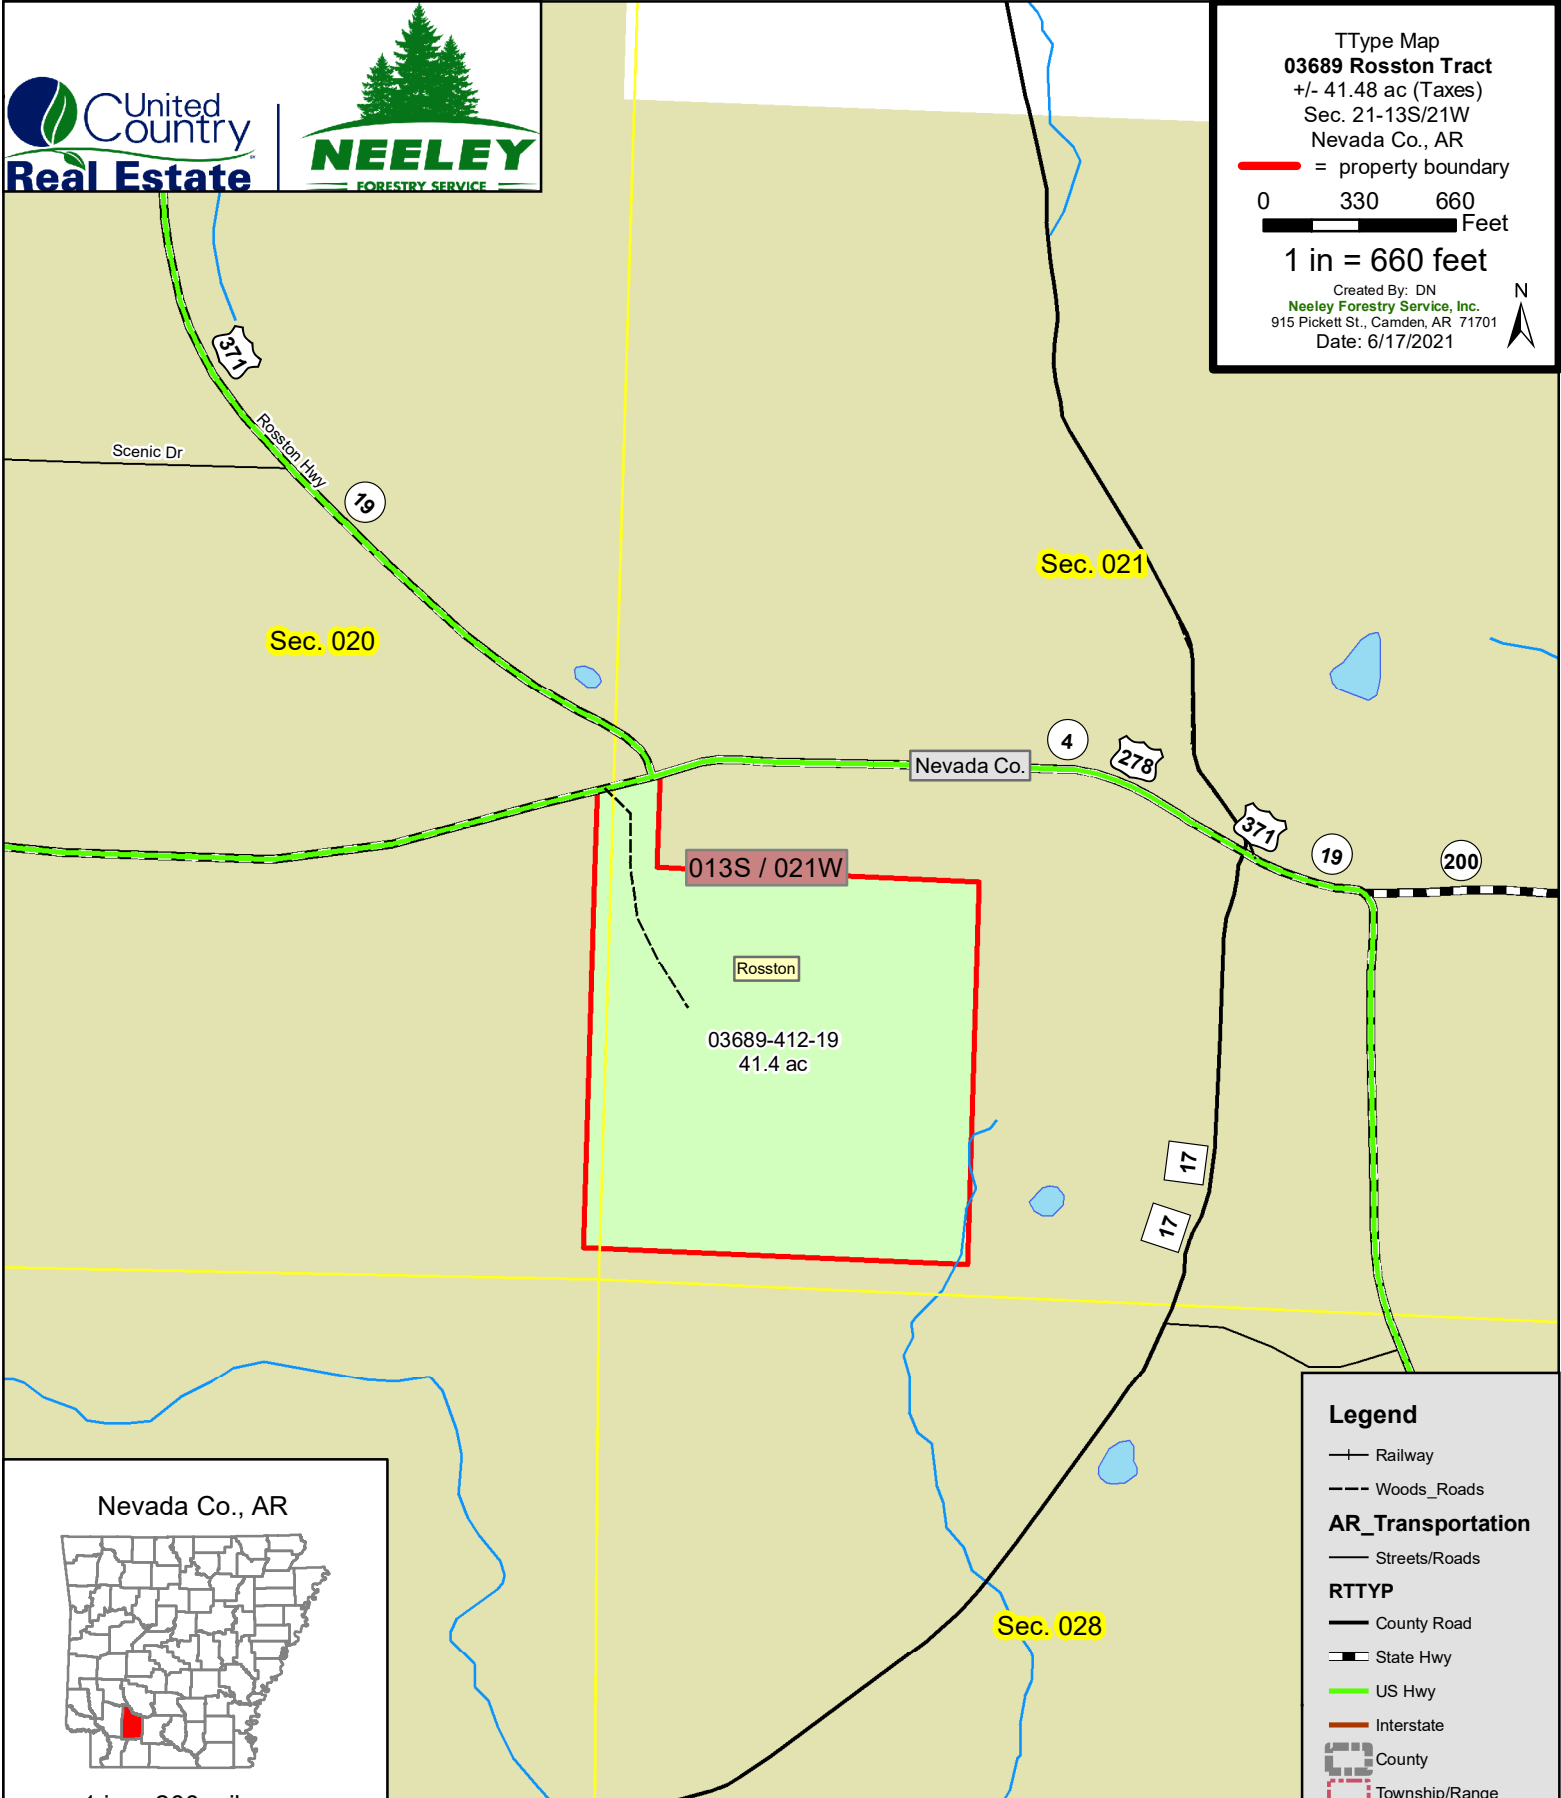 United
Country
Real Estate
NEELEY
FORESTRY SERVICE
TType Map
03689 Rosston Tract
+/- 41.48 ac (Taxes)
Sec. 21-13S/21W
Nevada Co., AR
= property boundary
0 330 660
Feet
1 in = 660 feet
Created By: DN
Neeley Forestry Service, Inc.
915 Pickett St., Camden, AR 71701
Date: 6/17/2021
N
371
Rosston Hwy
Scenic Dr
19
Sec. 021
Sec. 020
4
278
Nevada Co.
371
19
200
013S / 021W
Rosston
03689-412-19
41.4 ac
17
17
Sec. 028
Nevada Co., AR
Legend
Railway
Woods_Roads
AR_Transportation
Streets/Roads
RTTYP
County Road
State Hwy
US Hwy
Interstate
County
Township/Range